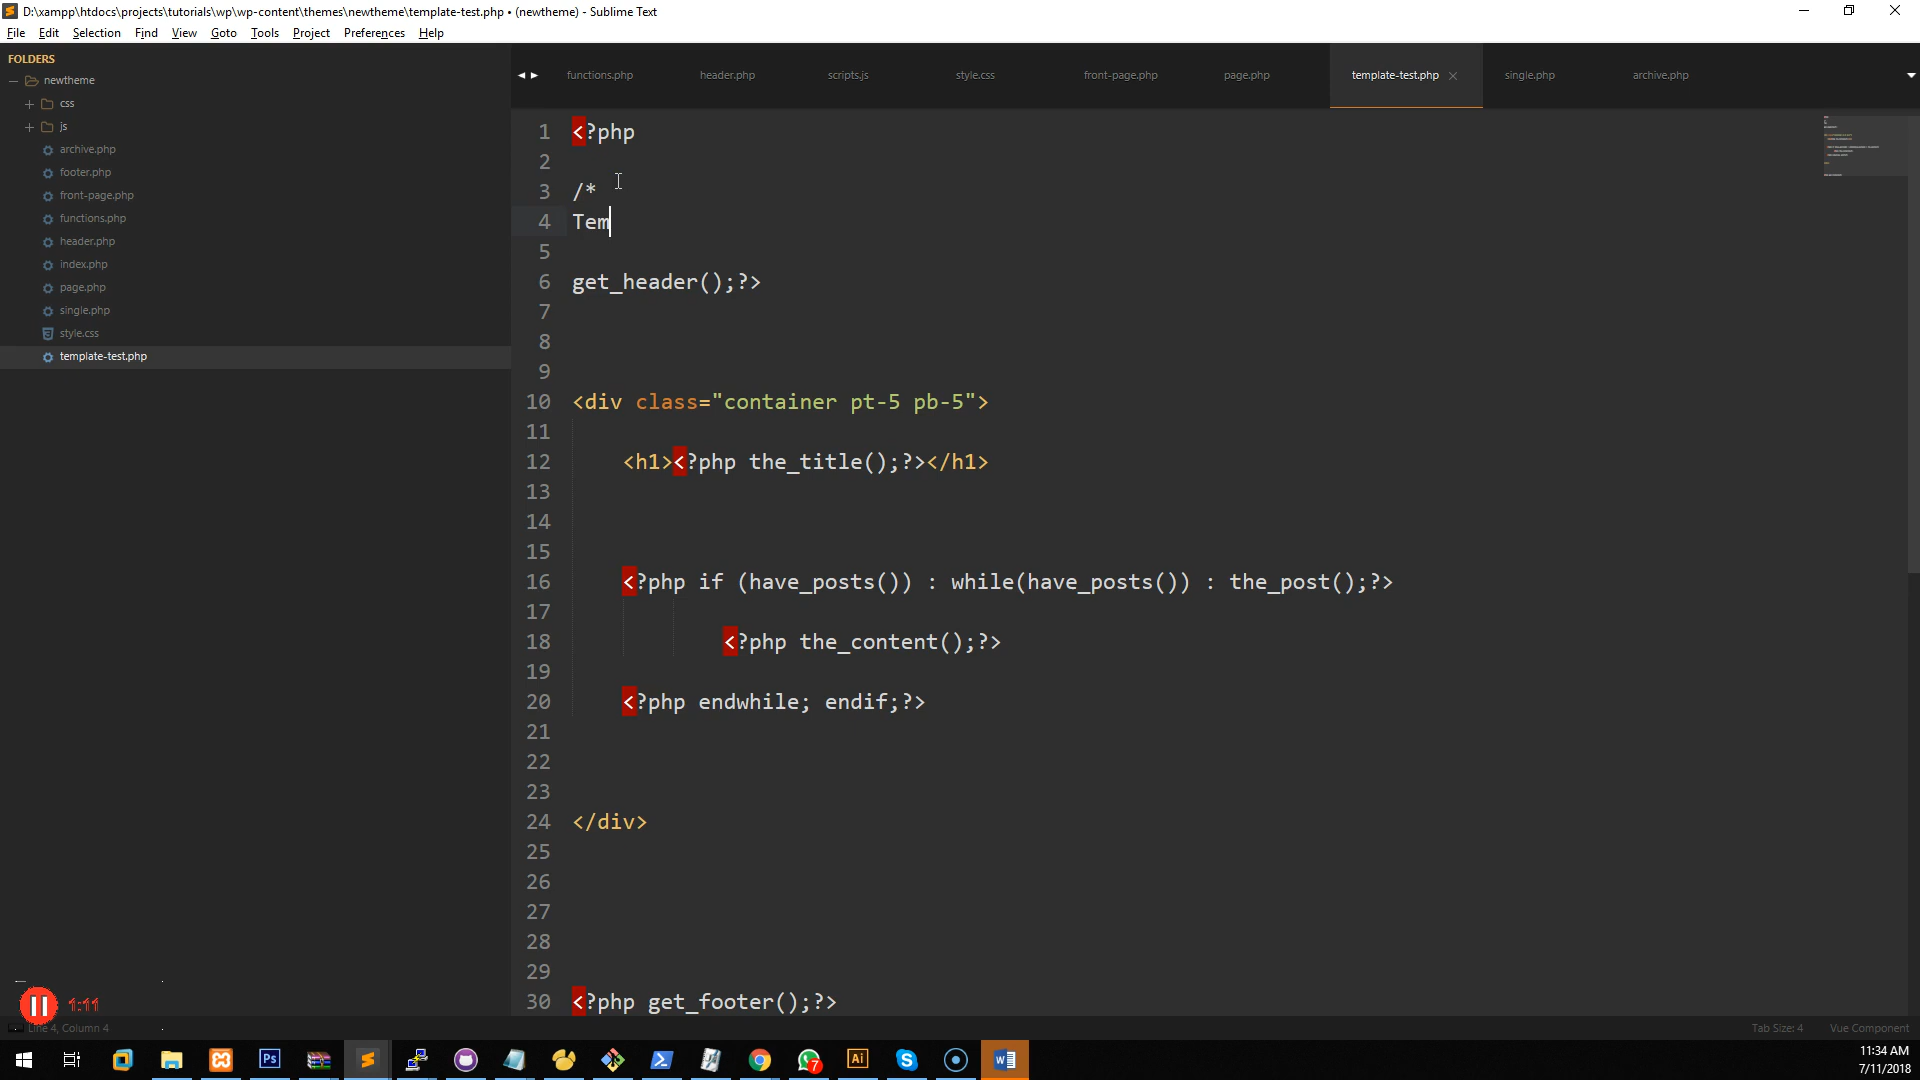 D:\xampp\htdocs\projects\tutorials\wp\wp-content\themes\newtheme\template-test.php • (newtheme) - Sublime Text
File Edit Selection Find View Goto Tools Project Preferences Help
FOLDERS
newtheme
css
js
archive.php
footer.php
front-page.php
functions.php
header.php
index.php
page.php
single.php
style.css
template-test.php
functions.php header.php scripts.js style.css front-page.php page.php template-test.php single.php archive.php
1 <?php
2
3 /*
4 Tem
5
6 get_header();?>
7
8
9
10 <div class="container pt-5 pb-5">
11
12 <h1><?php the_title();?></h1>
13
14
15
16 <?php if (have_posts()) : while(have_posts()) : the_post();?>
17
18 <?php the_content();?>
19
20 <?php endwhile; endif;?>
21
22
23
24 </div>
25
26
27
28
29
30 <?php get_footer();?>
1:11
Line 4, Column 4 Tab Size: 4 Vue Component
Ps Ai 7
11:34 AM
7/11/2018